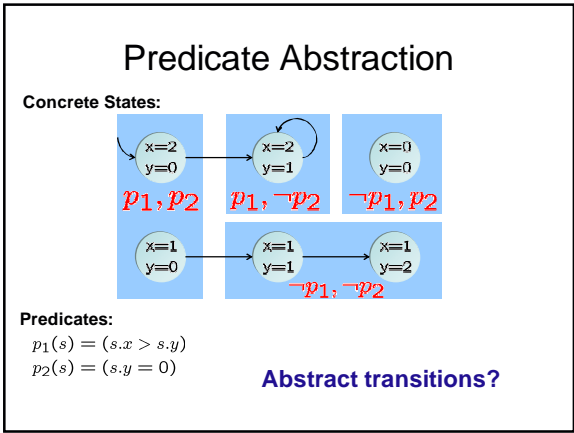 Predicate Abstraction
Concrete States:
x=2 x=2 x=0
y=0 y=1 y=0
p₁, p₂ p₁, ¬p₂ ¬p₁, p₂
x=1 x=1 x=1
y=0 y=1 y=2
¬p₁, ¬p₂
Predicates:
p₁(s) = (s.x > s.y)
p₂(s) = (s.y = 0)
Abstract transitions?